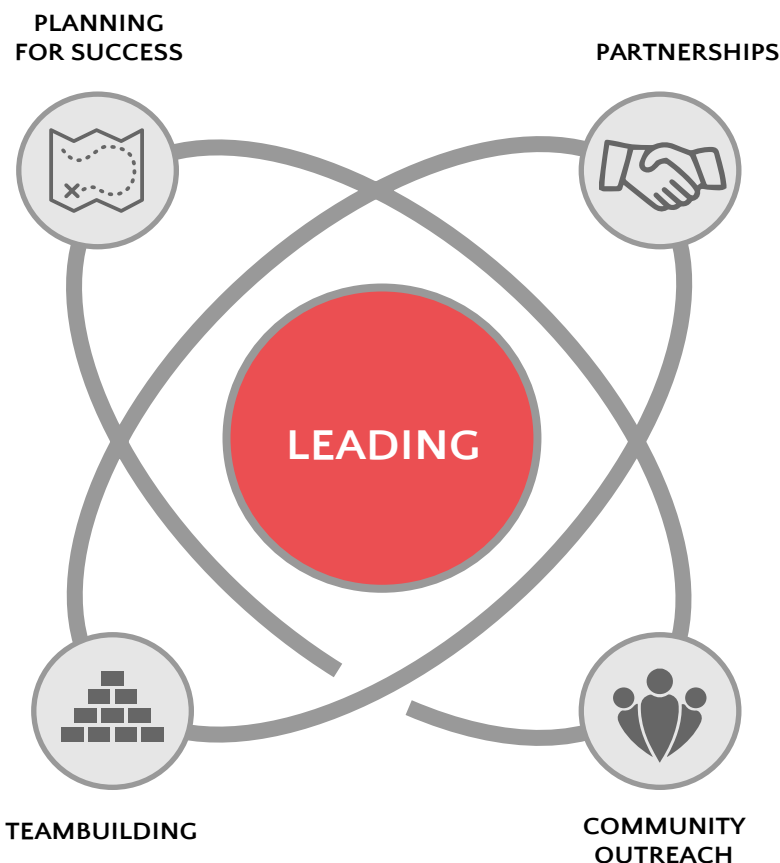 PLANNING
FOR SUCCESS
PARTNERSHIPS
LEADING
TEAMBUILDING
COMMUNITY
OUTREACH